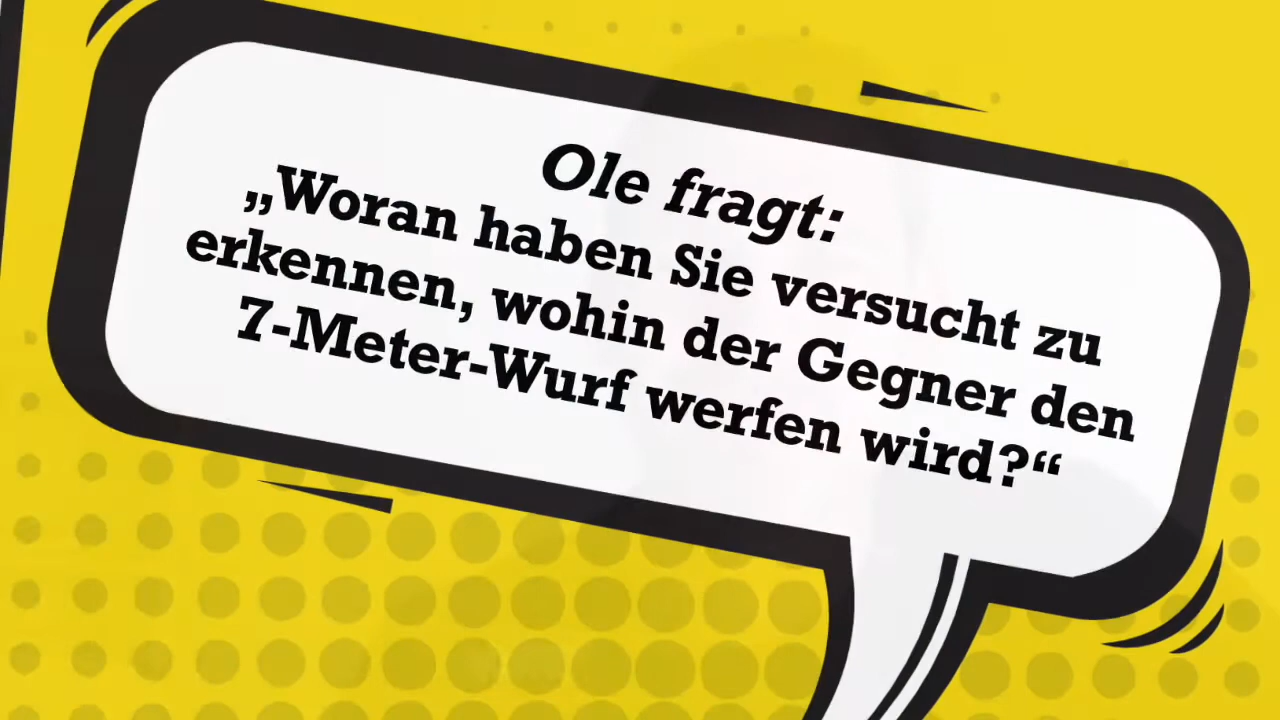 Ole fragt:
„Woran haben Sie versucht zu
erkennen, wohin der Gegner den
7-Meter-Wurf werfen wird?“